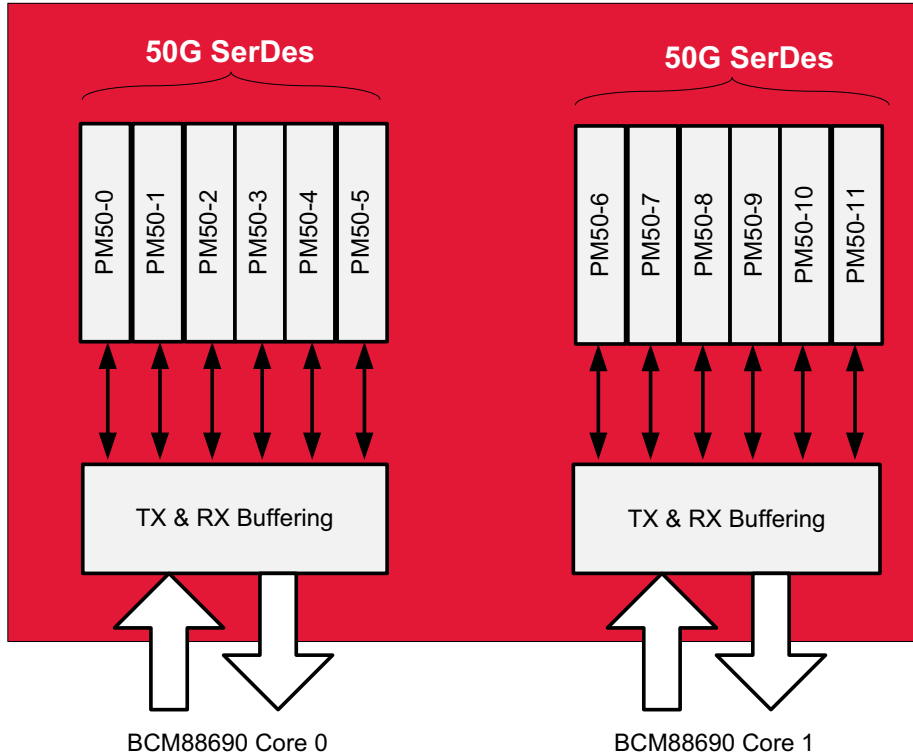 50G SerDes
PM50-0
PM50-1
PM50-2
PM50-3
PM50-4
PM50-5
TX & RX Buffering
BCM88690 Core 0
50G SerDes
PM50-6
PM50-7
PM50-8
PM50-9
PM50-10
PM50-11
TX & RX Buffering
BCM88690 Core 1